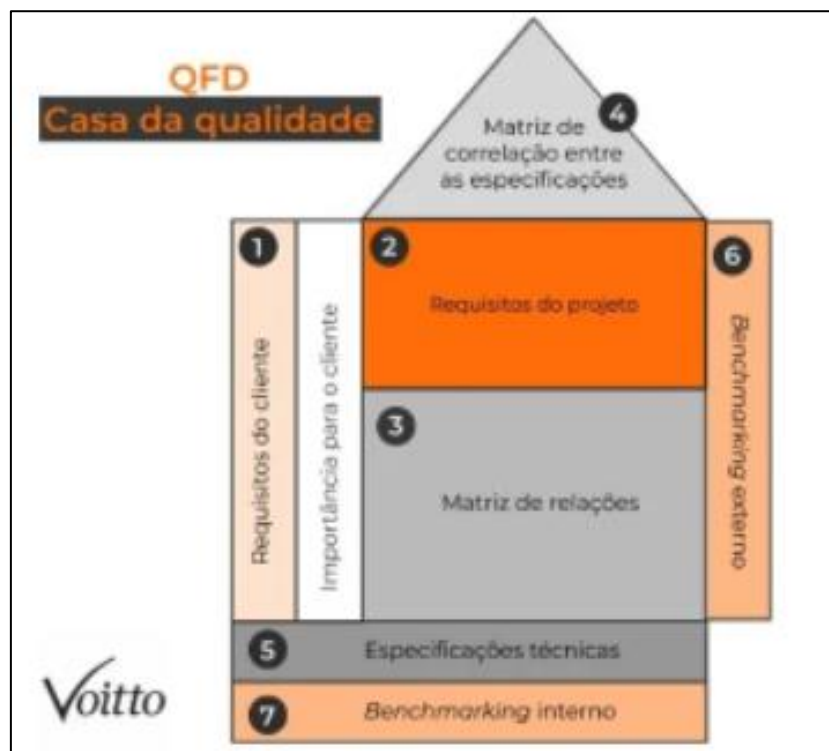 QFD
Casa da qualidade
4
Matriz de
correlação entre
as especificações
1
Requisitos do cliente
Importância para o cliente
2
Requisitos do projeto
3
Matriz de relações
6
Benchmarking externo
5
Especificações técnicas
7
Benchmarking interno
Voitto